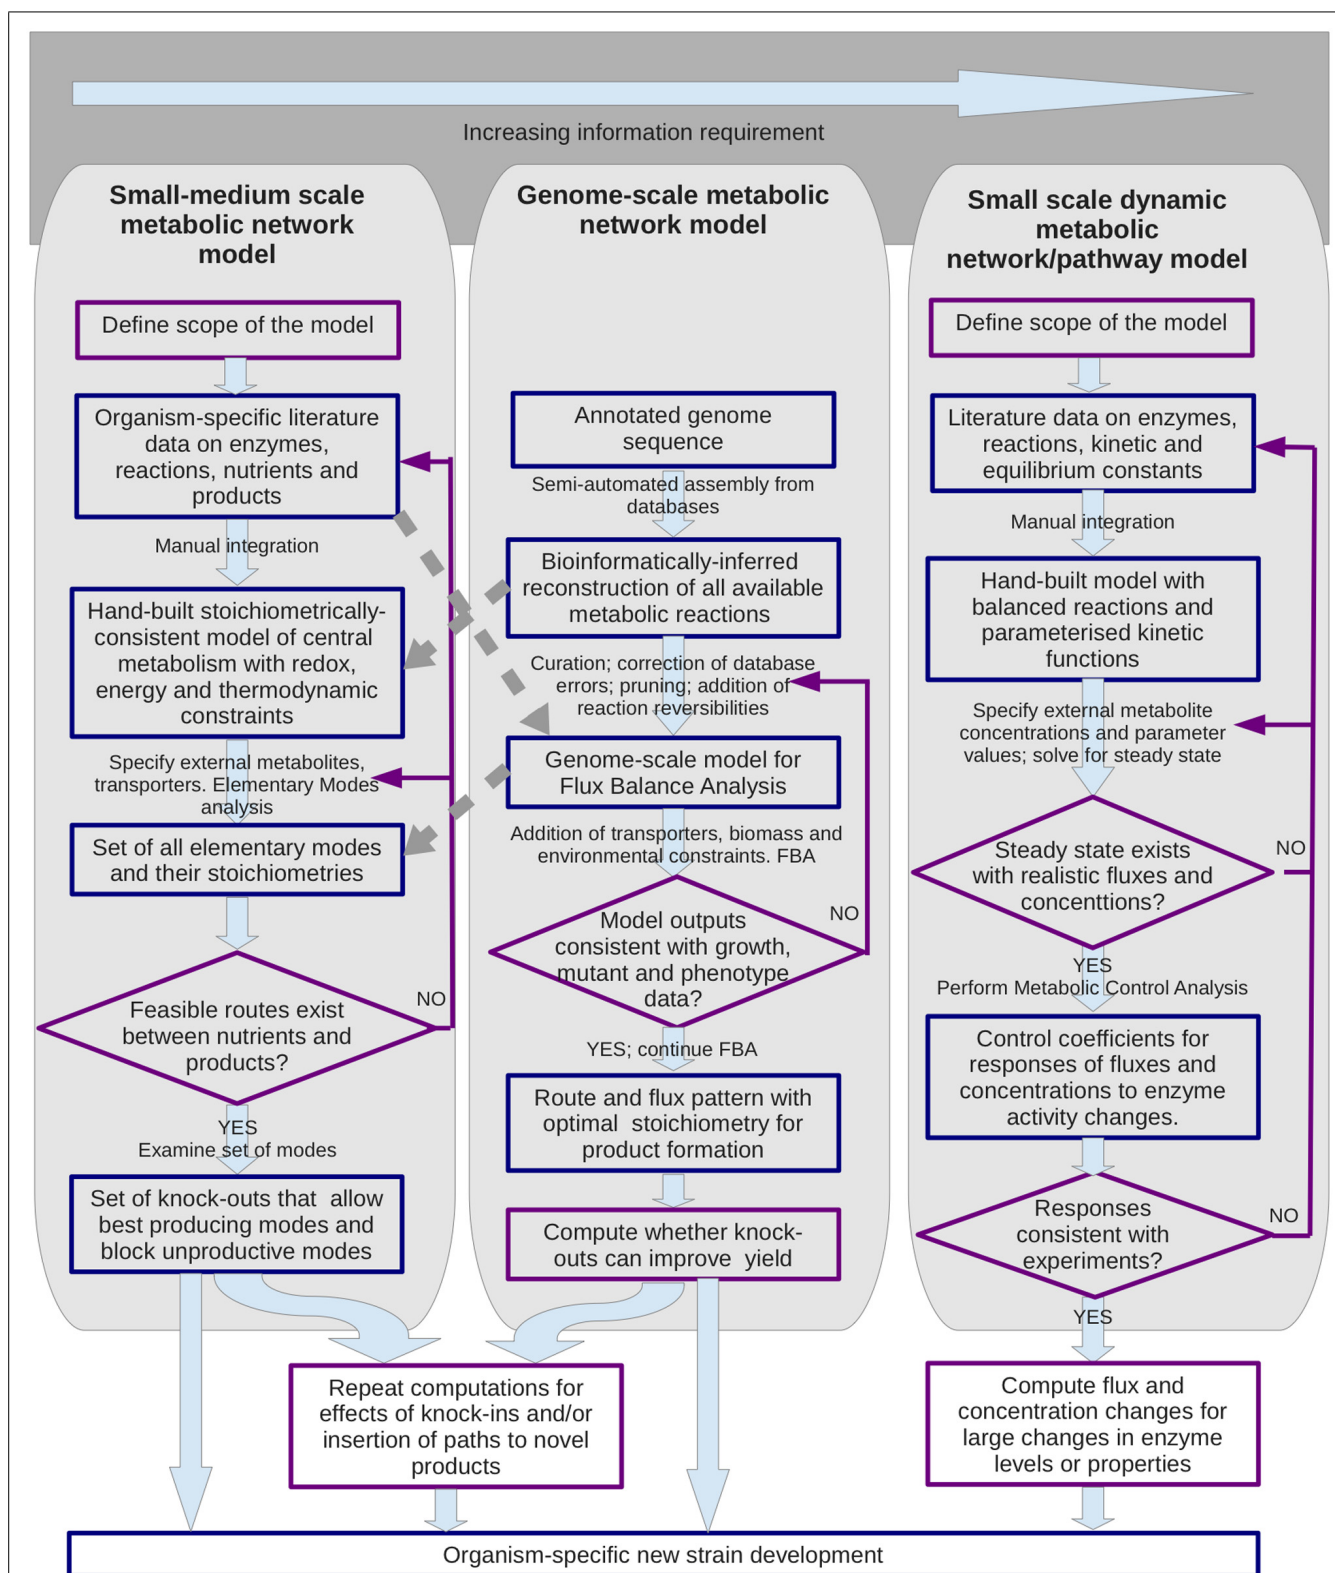 Increasing information requirement
Small-medium scale
metabolic network
model
Define scope of the model
Organism-specific literature
data on enzymes,
reactions, nutrients and
products
Manual integration
Hand-built stoichiometrically-
consistent model of central
metabolism with redox,
energy and thermodynamic
constraints
Specify external metabolites,
transporters. Elementary Modes
analysis
Set of all elementary modes
and their stoichiometries
Feasible routes exist
between nutrients and
products?
NO
YES
Examine set of modes
Set of knock-outs that allow
best producing modes and
block unproductive modes
Genome-scale metabolic
network model
Annotated genome
sequence
Semi-automated assembly from
databases
Bioinformatically-inferred
reconstruction of all available
metabolic reactions
Curation; correction of database
errors; pruning; addition of
reaction reversibilities
Genome-scale model for
Flux Balance Analysis
Addition of transporters, biomass and
environmental constraints. FBA
Model outputs
consistent with growth,
mutant and phenotype
data?
NO
YES; continue FBA
Route and flux pattern with
optimal stoichiometry for
product formation
Compute whether knock-
outs can improve yield
Small scale dynamic
metabolic
network/pathway model
Define scope of the model
Literature data on enzymes,
reactions, kinetic and
equilibrium constants
Manual integration
Hand-built model with
balanced reactions and
parameterised kinetic
functions
Specify external metabolite
concentrations and parameter
values; solve for steady state
Steady state exists
with realistic fluxes and
concenttions?
NO
YES
Perform Metabolic Control Analysis
Control coefficients for
responses of fluxes and
concentrations to enzyme
activity changes.
Responses
consistent with
experiments?
NO
YES
Repeat computations for
effects of knock-ins and/or
insertion of paths to novel
products
Compute flux and
concentration changes for
large changes in enzyme
levels or properties
Organism-specific new strain development